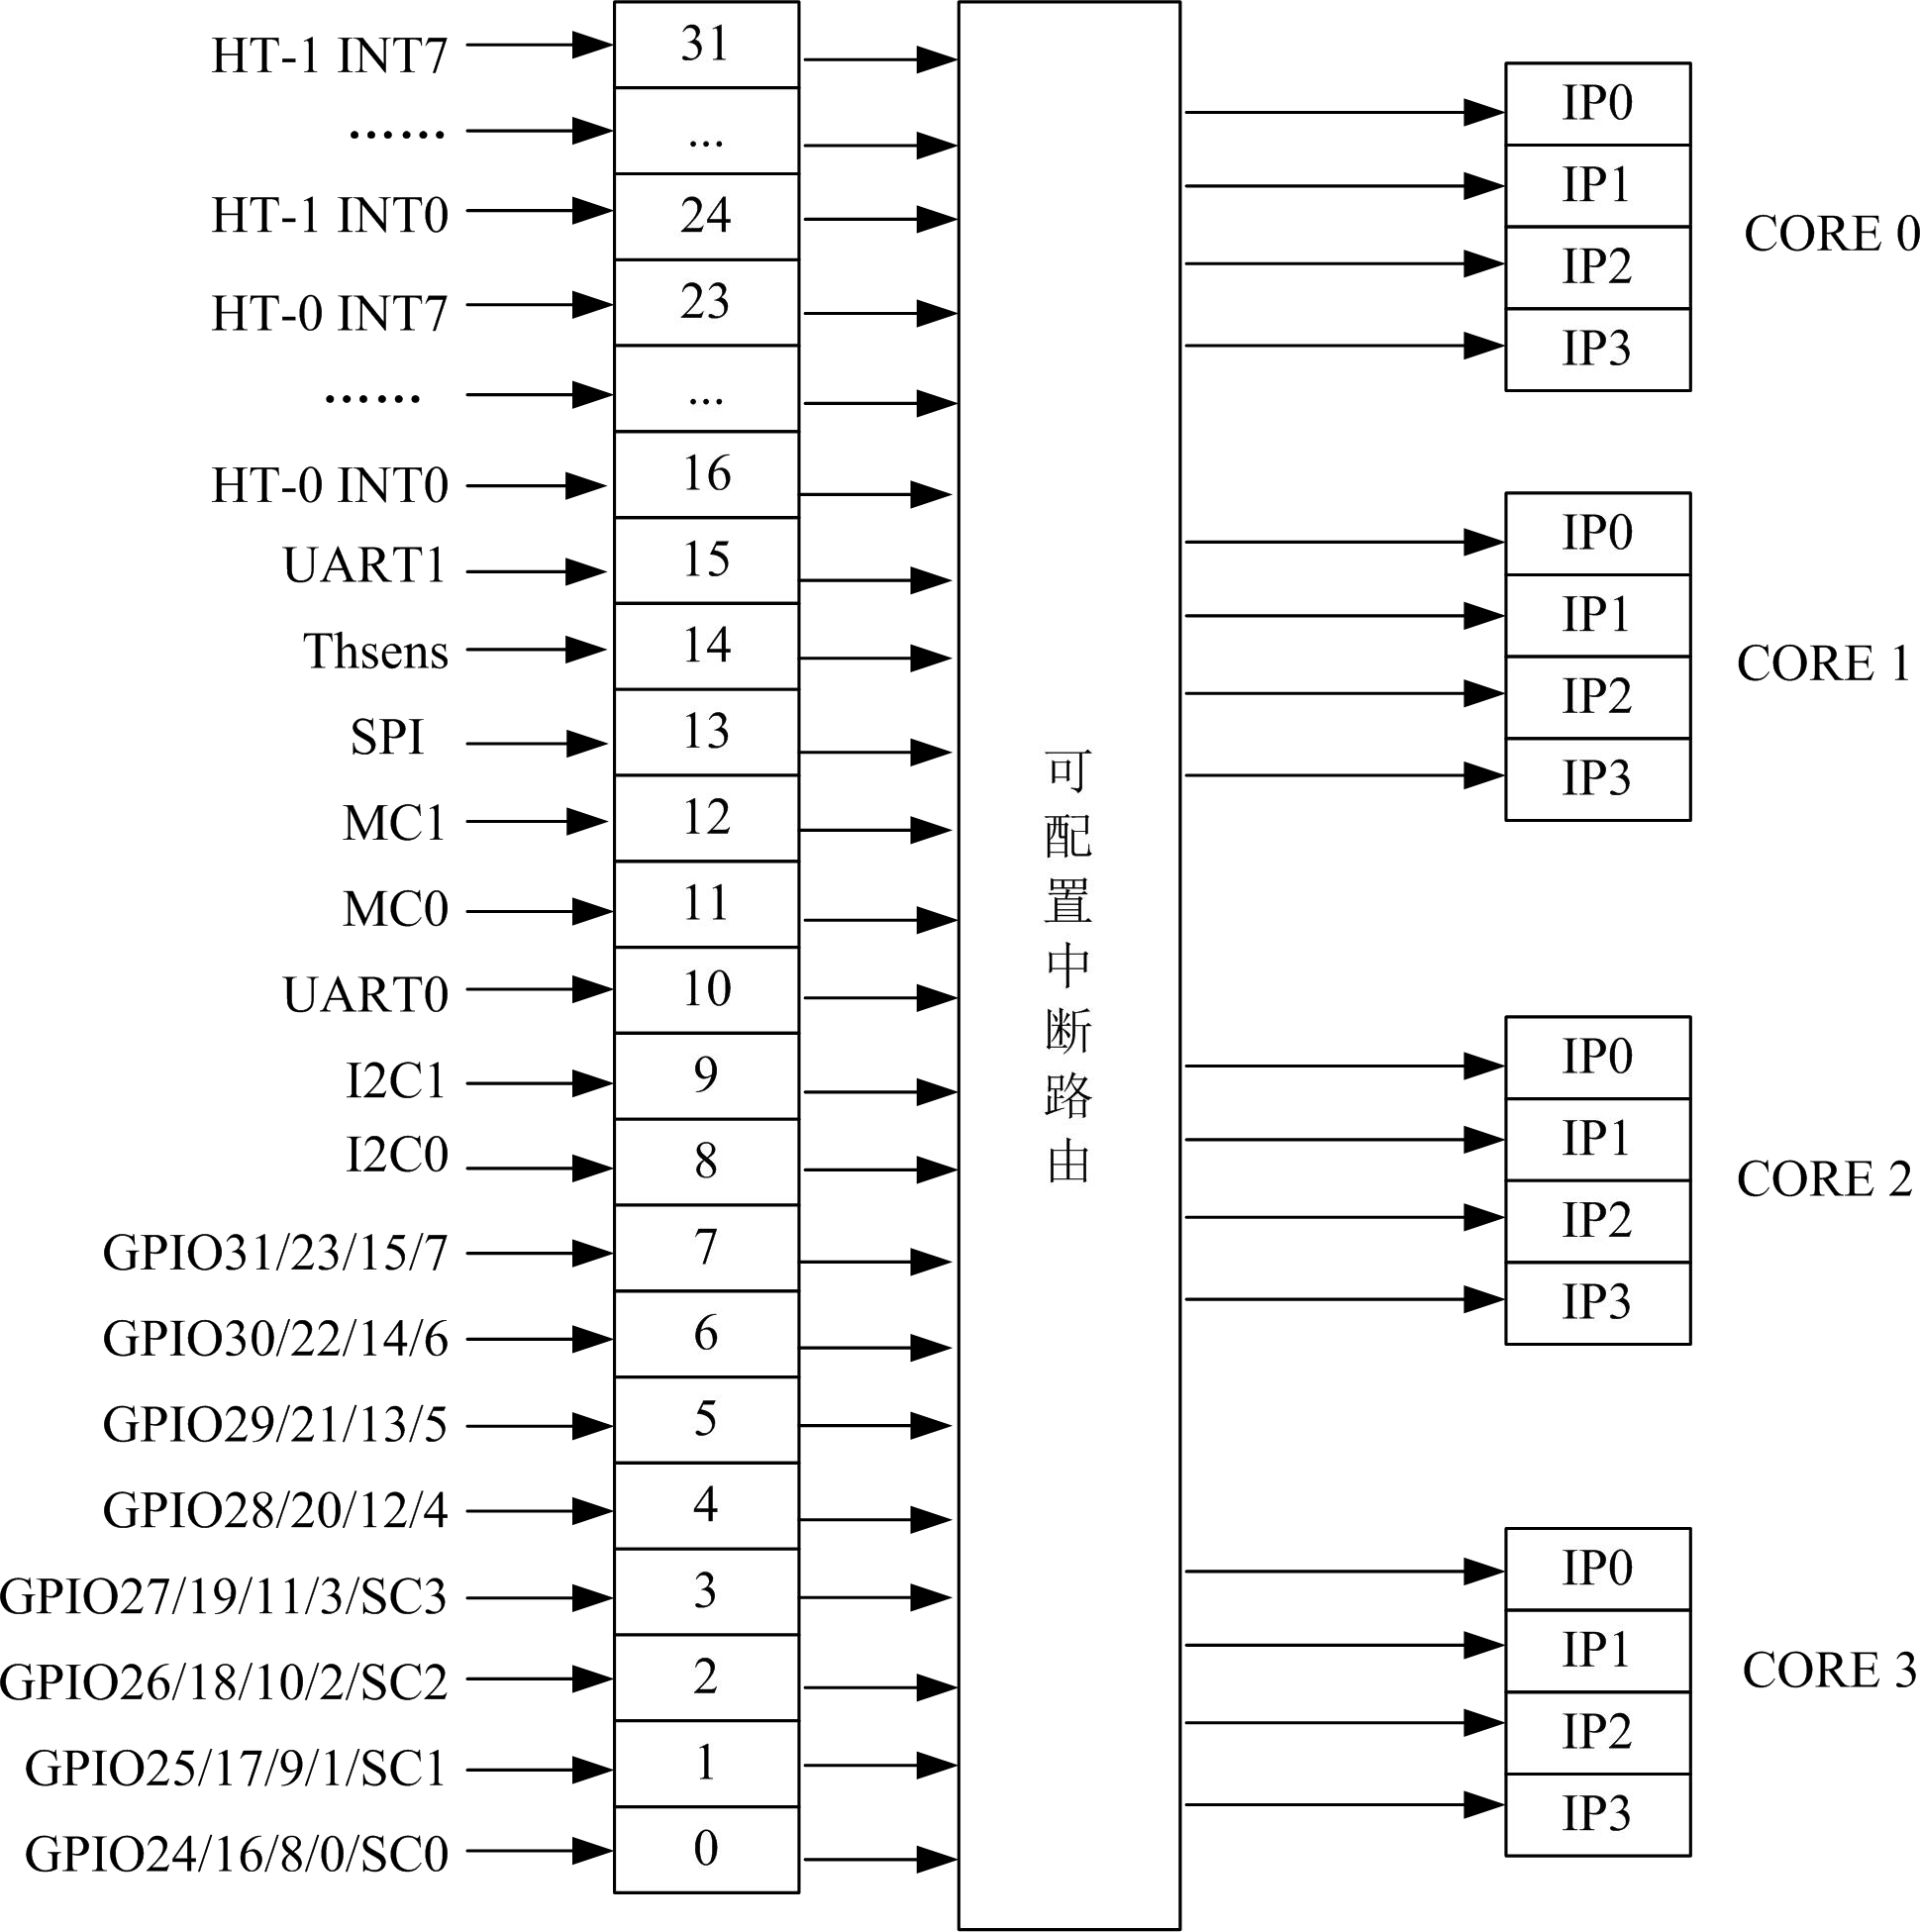 HT-1 INT7
31
......
...
HT-1 INT0
24
HT-0 INT7
23
......
...
HT-0 INT0
16
UART1
15
Thsens
14
SPI
13
MC1
12
MC0
11
UART0
10
I2C1
9
I2C0
8
GPIO31/23/15/7
7
GPIO30/22/14/6
6
GPIO29/21/13/5
5
GPIO28/20/12/4
4
GPIO27/19/11/3/SC3
3
GPIO26/18/10/2/SC2
2
GPIO25/17/9/1/SC1
1
GPIO24/16/8/0/SC0
0
可配置中断路由
IP0
IP1
IP2
IP3
CORE 0
IP0
IP1
IP2
IP3
CORE 1
IP0
IP1
IP2
IP3
CORE 2
IP0
IP1
IP2
IP3
CORE 3